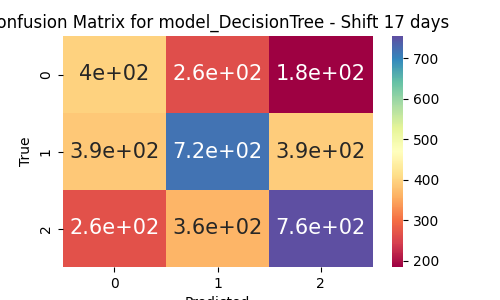 onfusion Matrix for model_DecisionTree - Shift 17 days
0 4e+02 2.6e+02 1.8e+02
1 3.9e+02 7.2e+02 3.9e+02
2 2.6e+02 3.6e+02 7.6e+02
0 1 2
True
Predicted
700
600
500
400
300
200